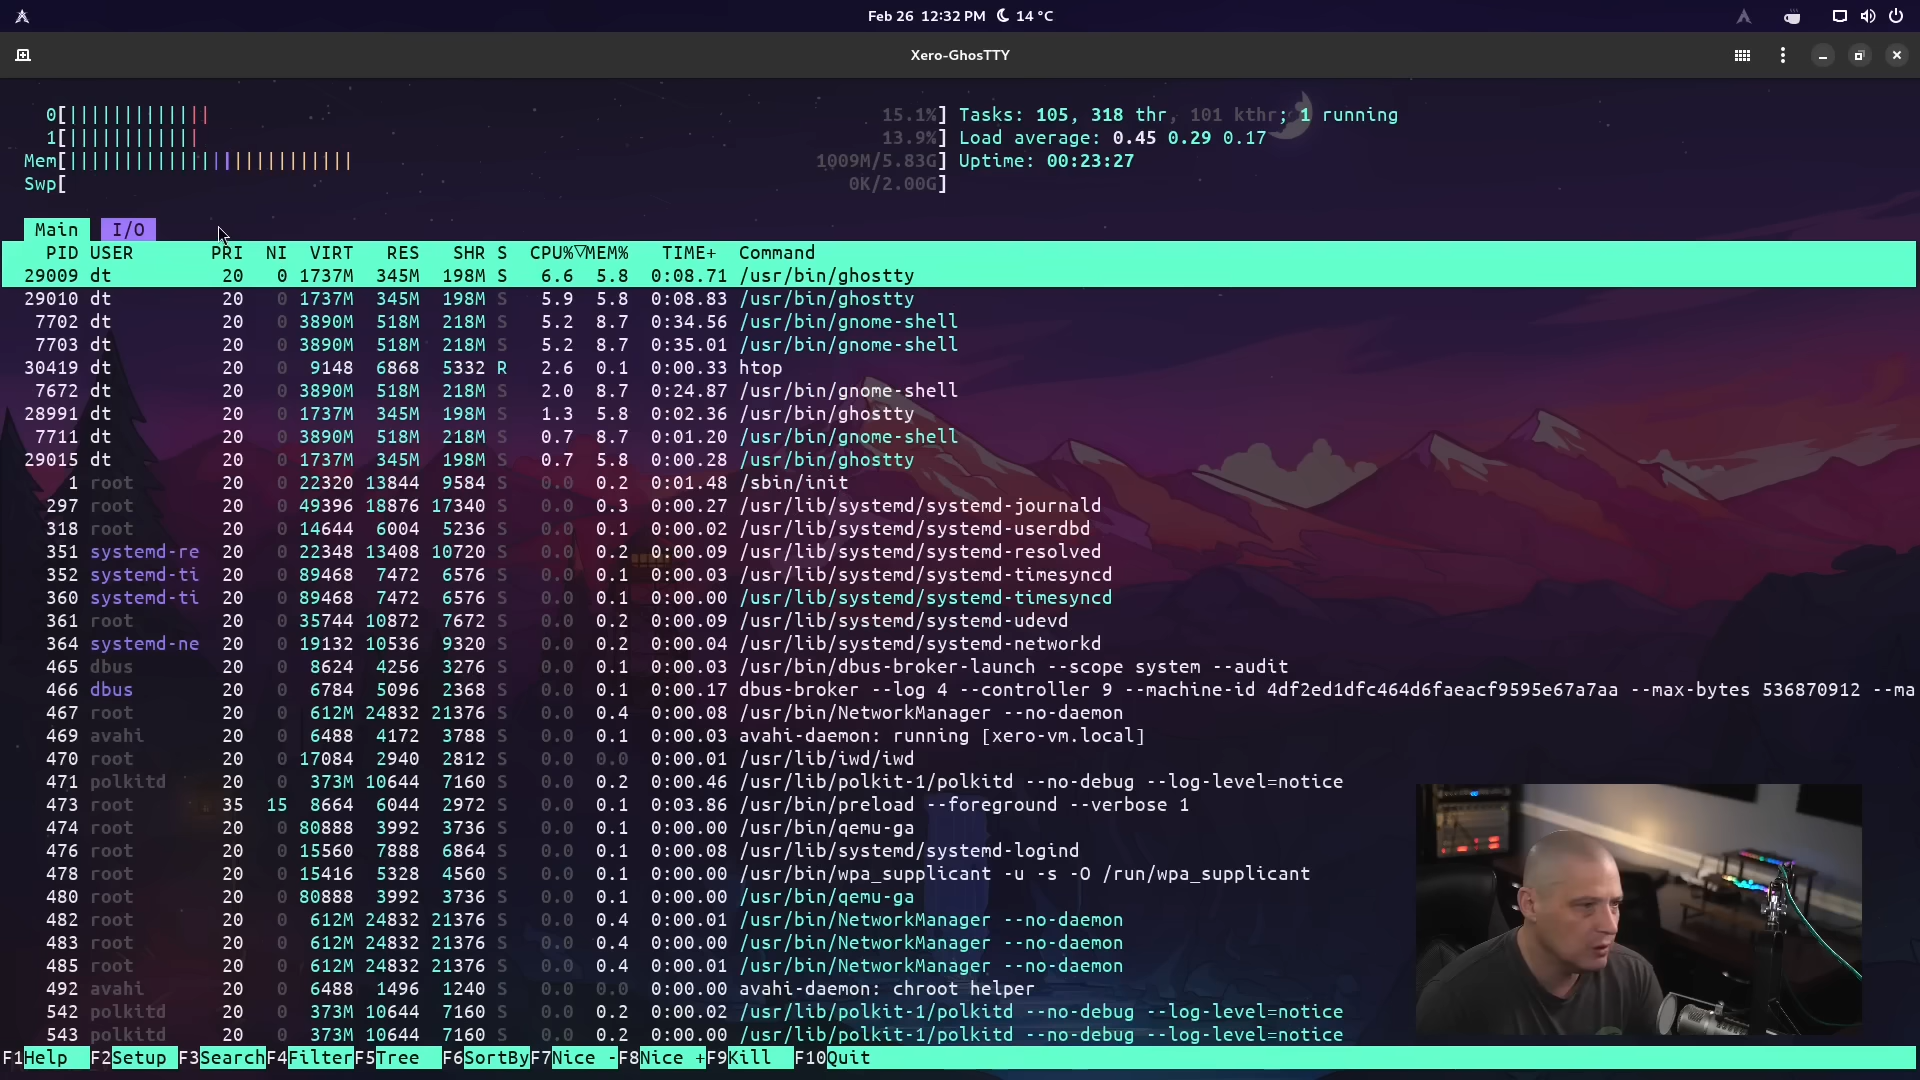 Feb 26 12:32 PM 14 °C
Xero-GhosTTY
0[||||||||||||| 15.1%] Tasks: 105, 318 thr, 101 kthr; 1 running
1[|||||||||||| 13.9%] Load average: 0.45 0.29 0.17
Mem[|||||||||||||||||||||||||| 1009M/5.83G] Uptime: 00:23:27
Swp[ 0K/2.00G]
Main I/O
PID USER PRI NI VIRT RES SHR S CPU%▽MEM% TIME+ Command
29009 dt 20 0 1737M 345M 198M S 6.6 5.8 0:08.71 /usr/bin/ghostty
29010 dt 20 0 1737M 345M 198M S 5.9 5.8 0:08.83 /usr/bin/ghostty
7702 dt 20 0 3890M 518M 218M S 5.2 8.7 0:34.56 /usr/bin/gnome-shell
7703 dt 20 0 3890M 518M 218M S 5.2 8.7 0:35.01 /usr/bin/gnome-shell
30419 dt 20 0 9148 6868 5332 R 2.6 0.1 0:00.33 htop
7672 dt 20 0 3890M 518M 218M S 2.0 8.7 0:24.87 /usr/bin/gnome-shell
28991 dt 20 0 1737M 345M 198M S 1.3 5.8 0:02.36 /usr/bin/ghostty
7711 dt 20 0 3890M 518M 218M S 0.7 8.7 0:01.20 /usr/bin/gnome-shell
29015 dt 20 0 1737M 345M 198M S 0.7 5.8 0:00.28 /usr/bin/ghostty
1 root 20 0 22320 13844 9584 S 0.0 0.2 0:01.48 /sbin/init
297 root 20 0 49396 18876 17340 S 0.0 0.3 0:00.27 /usr/lib/systemd/systemd-journald
318 root 20 0 14644 6004 5236 S 0.0 0.1 0:00.02 /usr/lib/systemd/systemd-userdbd
351 systemd-re 20 0 22348 13408 10720 S 0.0 0.2 0:00.09 /usr/lib/systemd/systemd-resolved
352 systemd-ti 20 0 89468 7472 6576 S 0.0 0.1 0:00.03 /usr/lib/systemd/systemd-timesyncd
360 systemd-ti 20 0 89468 7472 6576 S 0.0 0.1 0:00.00 /usr/lib/systemd/systemd-timesyncd
361 root 20 0 35744 10872 7672 S 0.0 0.2 0:00.09 /usr/lib/systemd/systemd-udevd
364 systemd-ne 20 0 19132 10536 9320 S 0.0 0.2 0:00.04 /usr/lib/systemd/systemd-networkd
465 dbus 20 0 8624 4256 3276 S 0.0 0.1 0:00.03 /usr/bin/dbus-broker-launch --scope system --audit
466 dbus 20 0 6784 5096 2368 S 0.0 0.1 0:00.17 dbus-broker --log 4 --controller 9 --machine-id 4df2ed1dfc464d6faeacf9595e67a7aa --max-bytes 536870912 --ma
467 root 20 0 612M 24832 21376 S 0.0 0.4 0:00.08 /usr/bin/NetworkManager --no-daemon
469 avahi 20 0 6488 4172 3788 S 0.0 0.1 0:00.03 avahi-daemon: running [xero-vm.local]
470 root 20 0 17084 2940 2812 S 0.0 0.0 0:00.01 /usr/lib/iwd/iwd
471 polkitd 20 0 373M 10644 7160 S 0.0 0.2 0:00.46 /usr/lib/polkit-1/polkitd --no-debug --log-level=notice
473 root 35 15 8664 6044 2972 S 0.0 0.1 0:03.86 /usr/bin/preload --foreground --verbose 1
474 root 20 0 80888 3992 3736 S 0.0 0.1 0:00.00 /usr/bin/qemu-ga
476 root 20 0 15560 7888 6864 S 0.0 0.1 0:00.08 /usr/lib/systemd/systemd-logind
478 root 20 0 15416 5328 4560 S 0.0 0.1 0:00.00 /usr/bin/wpa_supplicant -u -s -O /run/wpa_supplicant
480 root 20 0 80888 3992 3736 S 0.0 0.1 0:00.00 /usr/bin/qemu-ga
482 root 20 0 612M 24832 21376 S 0.0 0.4 0:00.01 /usr/bin/NetworkManager --no-daemon
483 root 20 0 612M 24832 21376 S 0.0 0.4 0:00.00 /usr/bin/NetworkManager --no-daemon
485 root 20 0 612M 24832 21376 S 0.0 0.4 0:00.01 /usr/bin/NetworkManager --no-daemon
492 avahi 20 0 6488 1496 1240 S 0.0 0.0 0:00.00 avahi-daemon: chroot helper
542 polkitd 20 0 373M 10644 7160 S 0.0 0.2 0:00.02 /usr/lib/polkit-1/polkitd --no-debug --log-level=notice
543 polkitd 20 0 373M 10644 7160 S 0.0 0.2 0:00.00 /usr/lib/polkit-1/polkitd --no-debug --log-level=notice
F1Help F2Setup F3SearchF4FilterF5Tree F6SortByF7Nice -F8Nice +F9Kill F10Quit